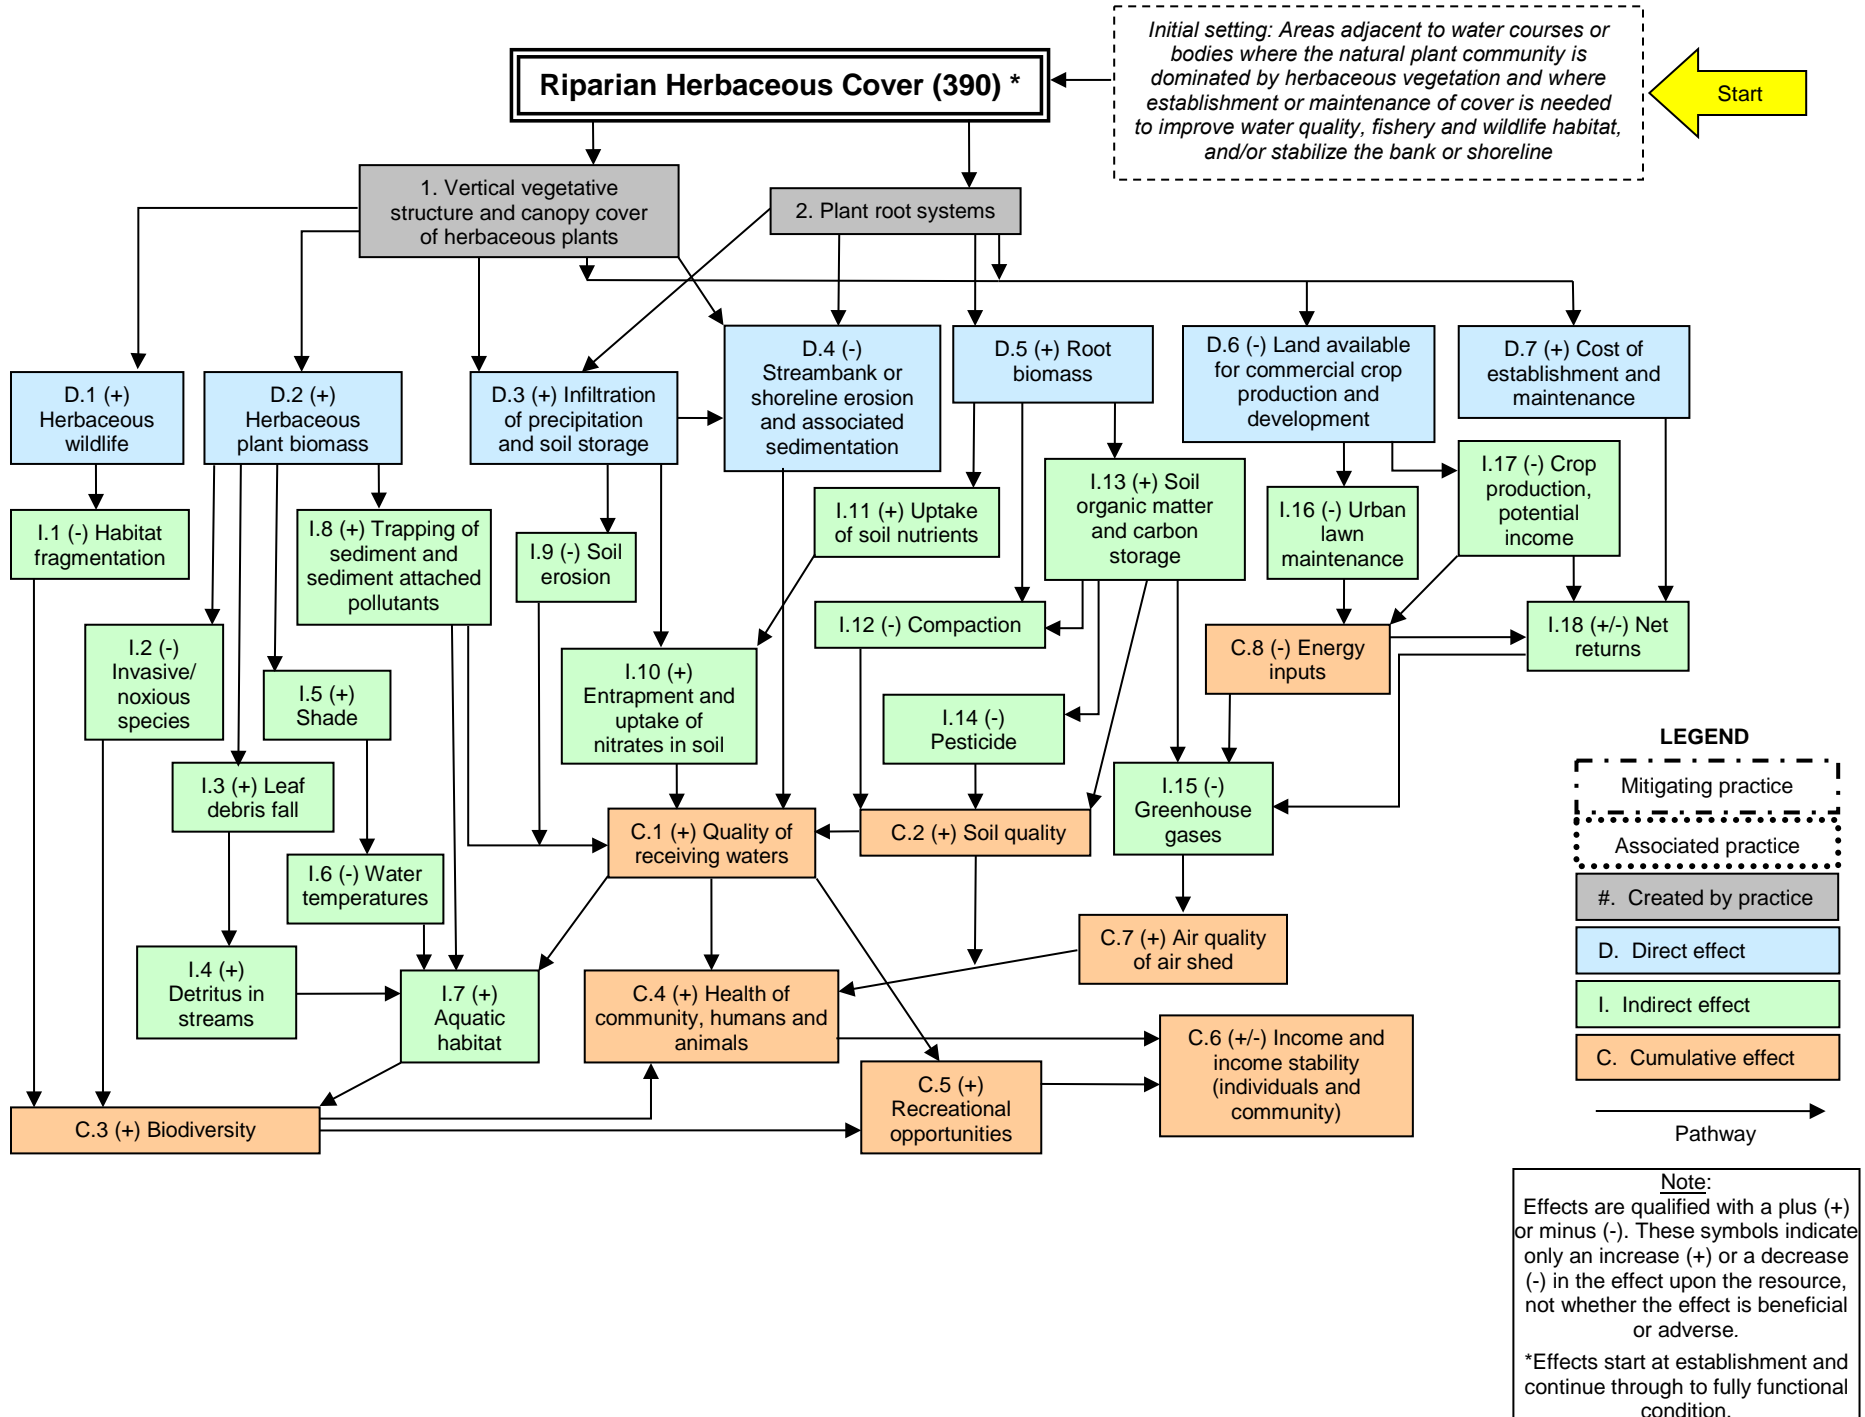 Initial setting: Areas adjacent to water courses or
bodies where the natural plant community is
dominated by herbaceous vegetation and where
establishment or maintenance of cover is needed
to improve water quality, fishery and wildlife habitat,
and/or stabilize the bank or shoreline
Start
Riparian Herbaceous Cover (390) *
1. Vertical vegetative
structure and canopy cover
of herbaceous plants
2. Plant root systems
D.1 (+)
Herbaceous
wildlife
D.2 (+)
Herbaceous
plant biomass
D.3 (+) Infiltration
of precipitation
and soil storage
D.4 (-)
Streambank or
shoreline erosion
and associated
sedimentation
D.5 (+) Root
biomass
D.6 (-) Land available
for commercial crop
production and
development
D.7 (+) Cost of
establishment and
maintenance
I.1 (-) Habitat
fragmentation
I.8 (+) Trapping of
sediment and
sediment attached
pollutants
I.9 (-) Soil
erosion
I.11 (+) Uptake
of soil nutrients
I.13 (+) Soil
organic matter
and carbon
storage
I.16 (-) Urban
lawn
maintenance
I.17 (-) Crop
production,
potential
income
I.2 (-)
Invasive/
noxious
species
I.5 (+)
Shade
I.10 (+)
Entrapment and
uptake of
nitrates in soil
I.12 (-) Compaction
C.8 (-) Energy
inputs
I.18 (+/-) Net
returns
I.14 (-)
Pesticide
I.3 (+) Leaf
debris fall
I.15 (-)
Greenhouse
gases
C.1 (+) Quality of
receiving waters
C.2 (+) Soil quality
I.6 (-) Water
temperatures
I.4 (+)
Detritus in
streams
I.7 (+)
Aquatic
habitat
C.4 (+) Health of
community, humans and
animals
C.7 (+) Air quality
of air shed
C.6 (+/-) Income and
income stability
(individuals and
community)
C.5 (+)
Recreational
opportunities
C.3 (+) Biodiversity
LEGEND
Mitigating practice
Associated practice
#. Created by practice
D. Direct effect
I. Indirect effect
C. Cumulative effect
Pathway
Note:
Effects are qualified with a plus (+)
or minus (-). These symbols indicate
only an increase (+) or a decrease
(-) in the effect upon the resource,
not whether the effect is beneficial
or adverse.
*Effects start at establishment and
continue through to fully functional
condition.